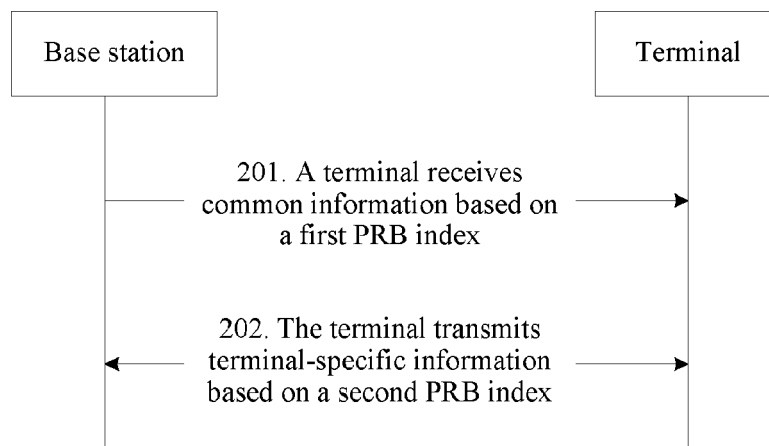 Base station
Terminal
201. A terminal receives
common information based on
a first PRB index
202. The terminal transmits
terminal-specific information
based on a second PRB index